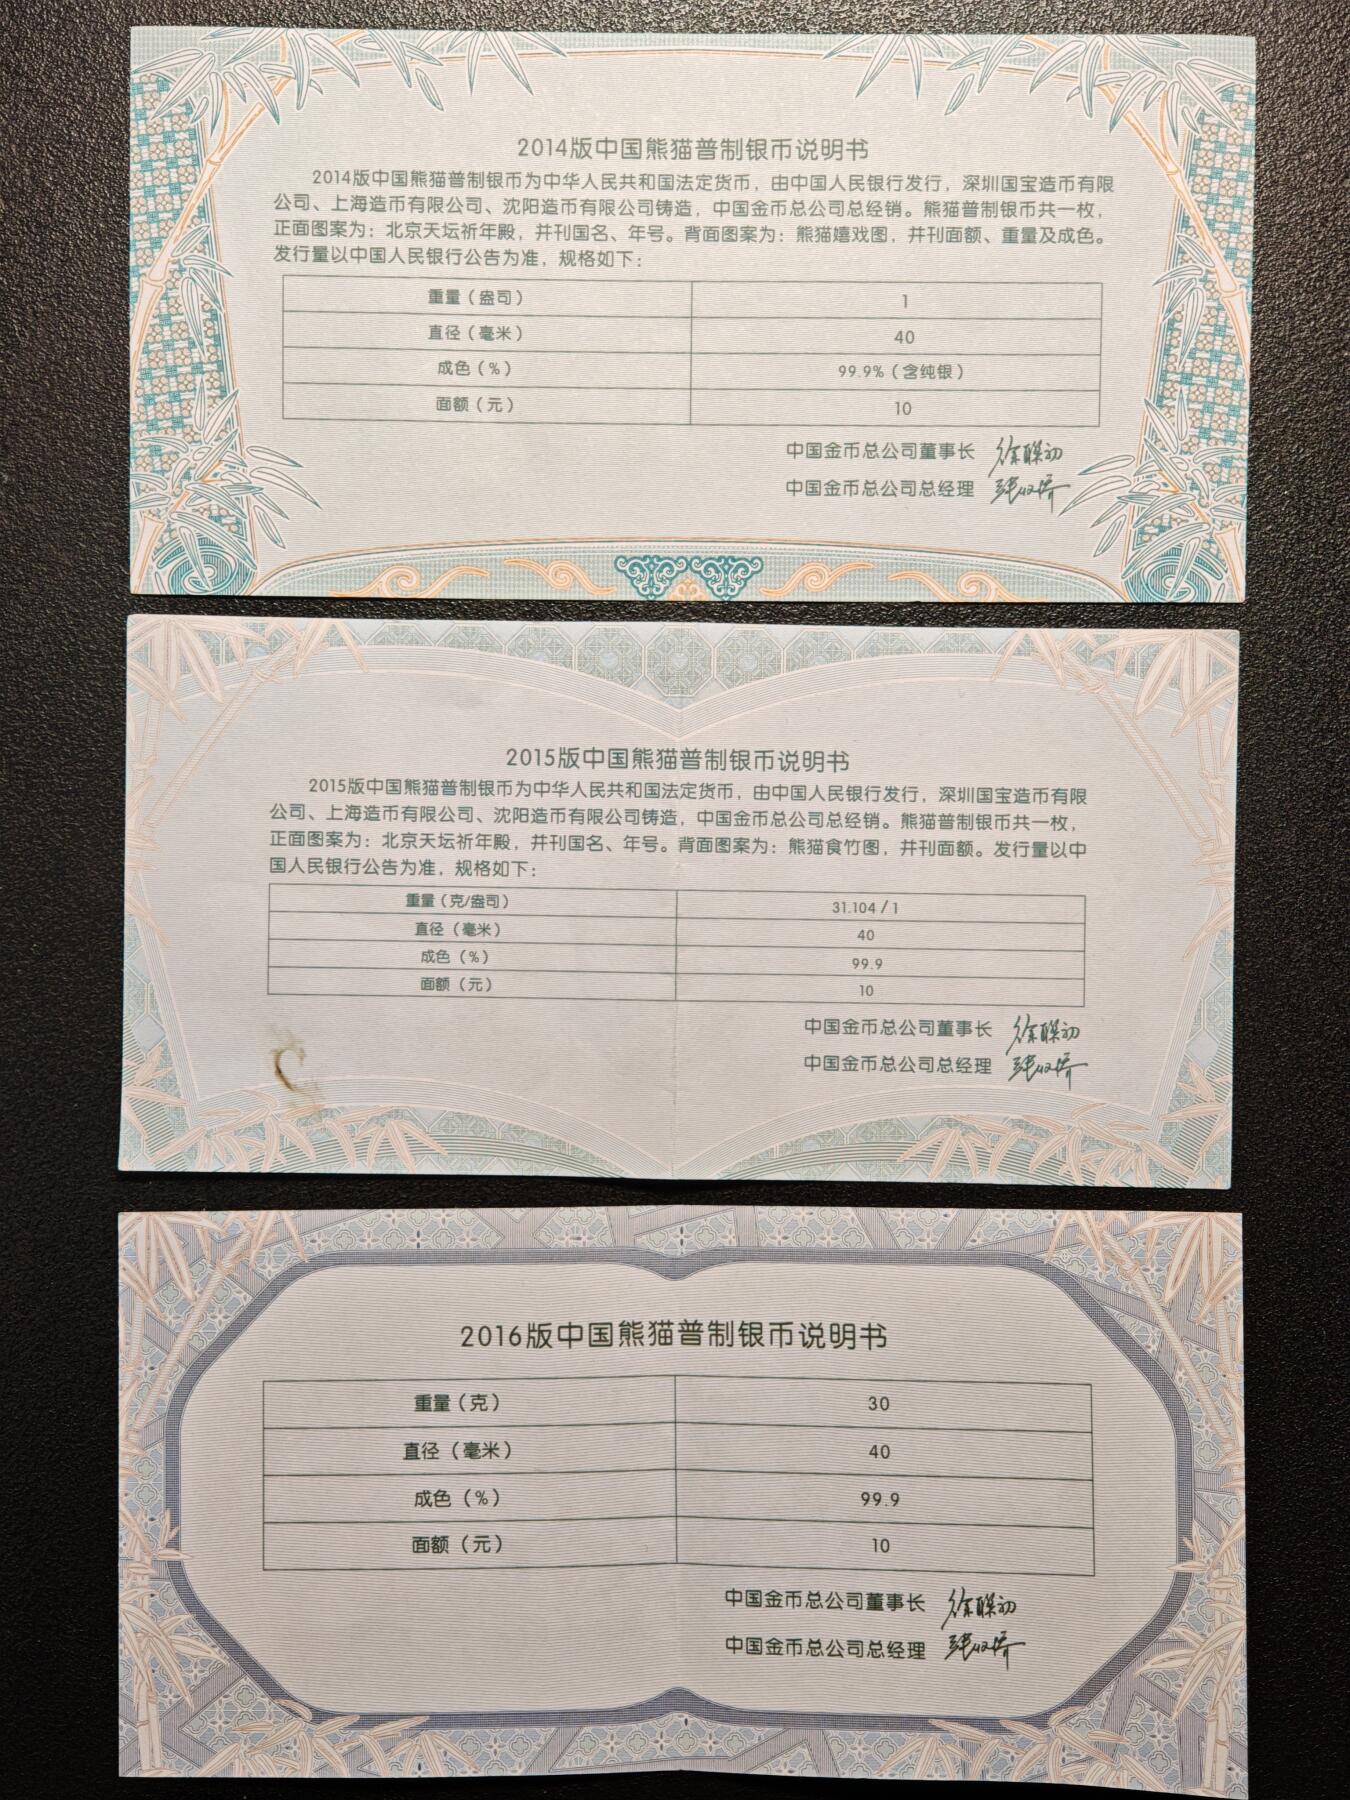 2014版中国熊猫普制银币说明书
2014版中国熊猫普制银币为中华人民共和国法定货币，由中国人民银行发行，深圳国宝造币有限
公司、上海造币有限公司、沈阳造币有限公司铸造，中国金币总公司总经销。熊猫普制银币共一枚，
正面图案为：北京天坛祈年殿，并刊国名、年号。背面图案为：熊猫嬉戏图，并刊面额、重量及成色。
发行量以中国人民银行公告为准，规格如下：
重量（盎司） 1
直径（毫米） 40
成色（%） 99.9%（含纯银）
面额（元） 10
中国金币总公司董事长 徐联初
中国金币总公司总经理
2015版中国熊猫普制银币说明书
2015版中国熊猫普制银币为中华人民共和国法定货币，由中国人民银行发行，深圳国宝造币有限
公司、上海造币有限公司、沈阳造币有限公司铸造，中国金币总公司总经销。熊猫普制银币共一枚，
正面图案为：北京天坛祈年殿，并刊国名、年号。背面图案为：熊猫食竹图，并刊面额。发行量以中
国人民银行公告为准，规格如下：
重量（克/盎司） 31.104 / 1
直径（毫米） 40
成色（%） 99.9
面额（元） 10
中国金币总公司董事长 徐联初
中国金币总公司总经理
2016版中国熊猫普制银币说明书
重量（克） 30
直径（毫米） 40
成色（%） 99.9
面额（元） 10
中国金币总公司董事长 徐联初
中国金币总公司总经理